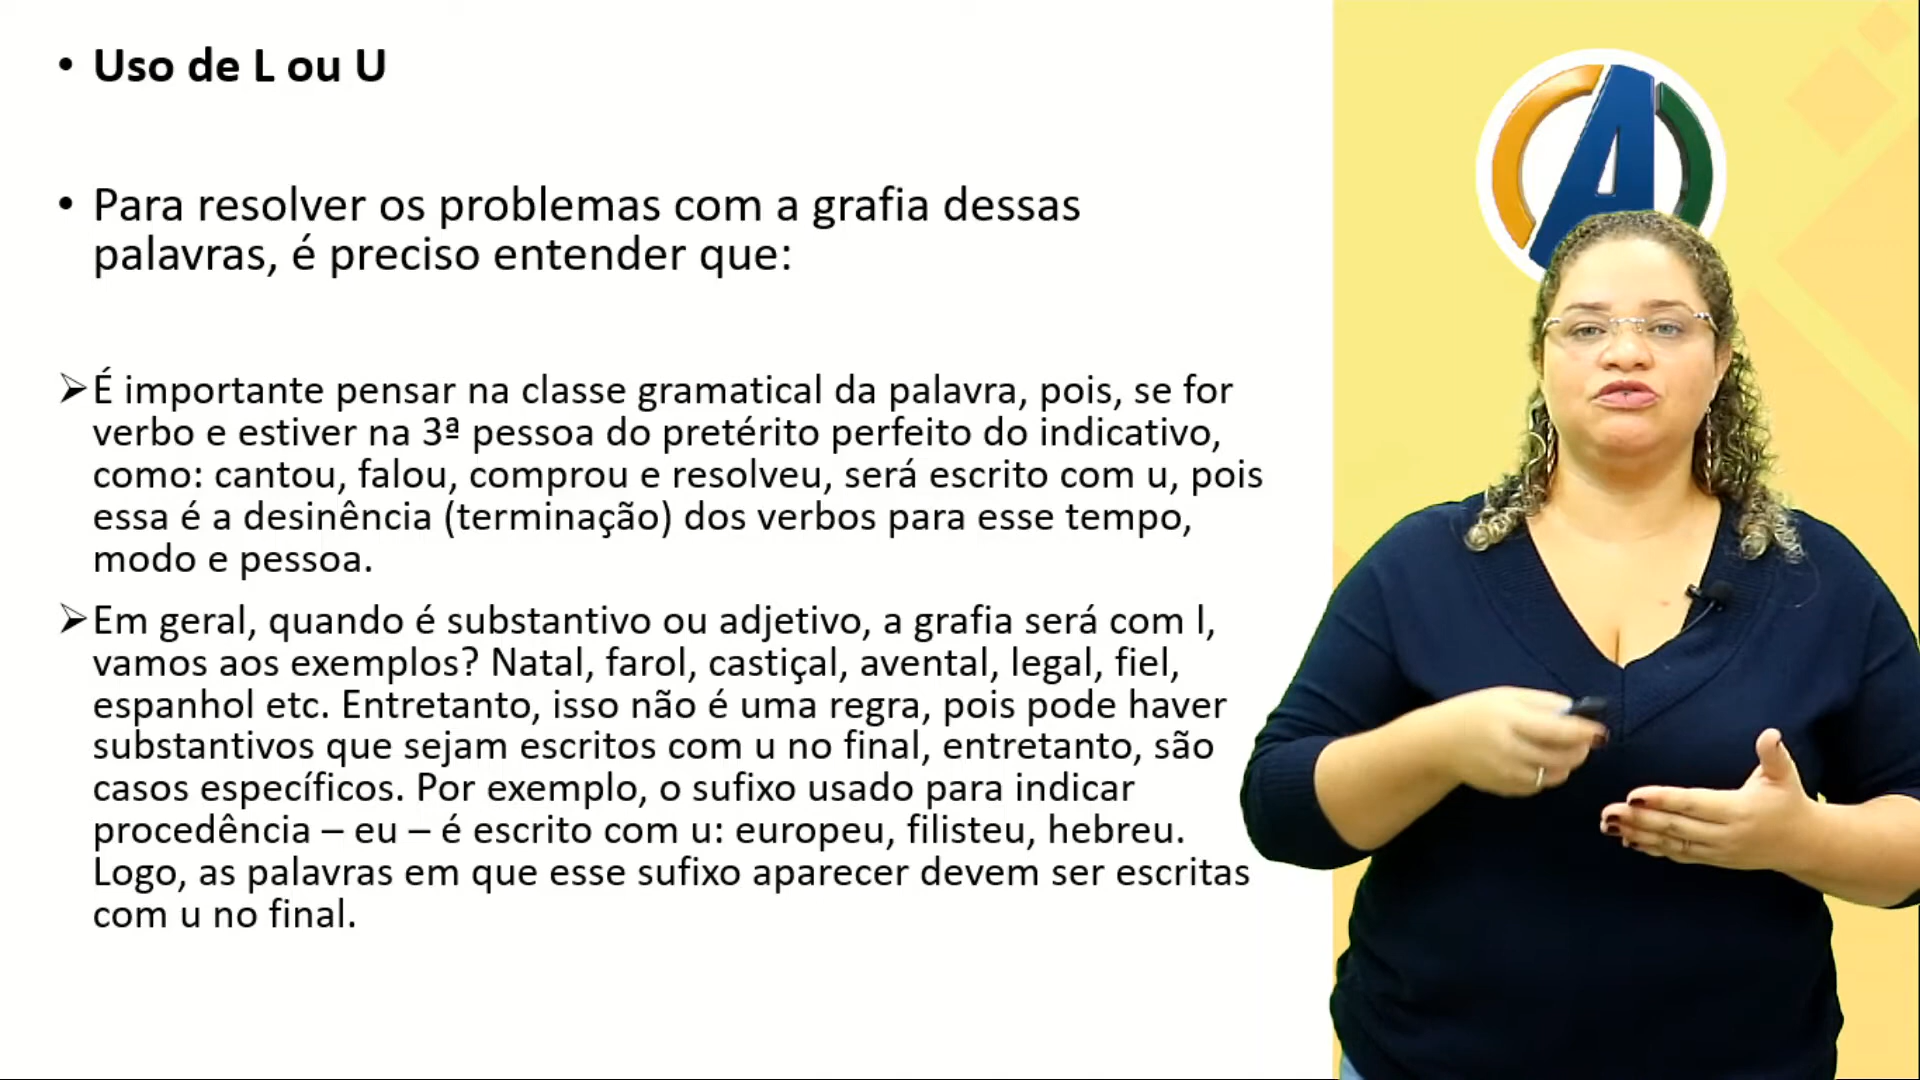 • Uso de L ou U
• Para resolver os problemas com a grafia dessas
palavras, é preciso entender que:
➢ É importante pensar na classe gramatical da palavra, pois, se for
verbo e estiver na 3ª pessoa do pretérito perfeito do indicativo,
como: cantou, falou, comprou e resolveu, será escrito com u, pois
essa é a desinência (terminação) dos verbos para esse tempo,
modo e pessoa.
➢ Em geral, quando é substantivo ou adjetivo, a grafia será com l,
vamos aos exemplos? Natal, farol, castiçal, avental, legal, fiel,
espanhol etc. Entretanto, isso não é uma regra, pois pode haver
substantivos que sejam escritos com u no final, entretanto, são
casos específicos. Por exemplo, o sufixo usado para indicar
procedência – eu – é escrito com u: europeu, filisteu, hebreu.
Logo, as palavras em que esse sufixo aparecer devem ser escritas
com u no final.